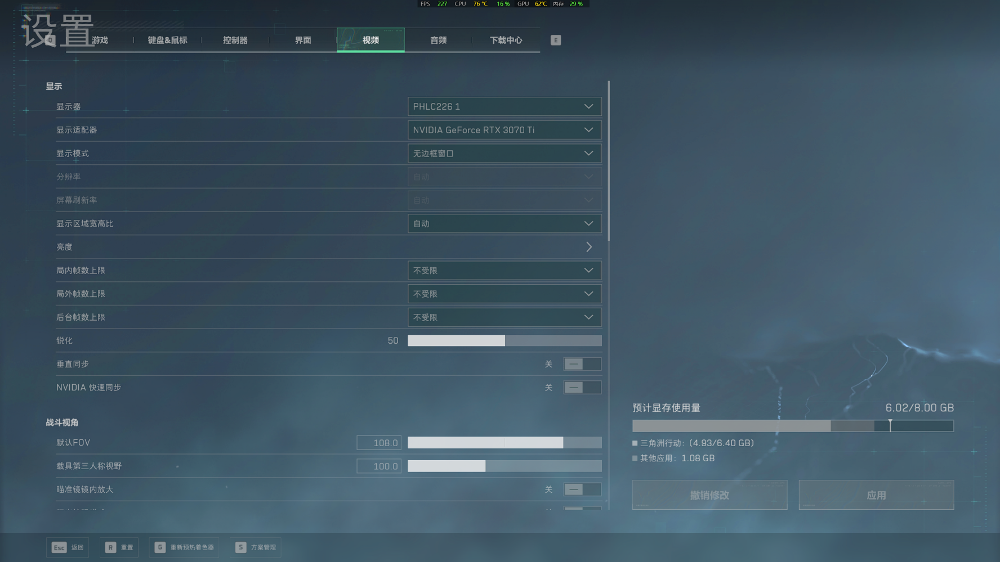 FPS 227 CPU 76 °C 16 % GPU 62℃ 内存 29 %
设置
Q 游戏 键盘&鼠标 控制器 界面 视频 音频 下载中心 E
显示
显示器 PHLC226 1
显示适配器 NVIDIA GeForce RTX 3070 Ti
显示模式 无边框窗口
分辨率 自动
屏幕刷新率 自动
显示区域宽高比 自动
亮度
局内帧数上限 不受限
局外帧数上限 不受限
后台帧数上限 不受限
锐化 50
垂直同步 关
NVIDIA 快速同步 关
战斗视角
默认FOV 108.0
载具第三人称视野 100.0
瞄准镜镜内放大 关
预计显存使用量 6.02/8.00 GB
三角洲行动：(4.93/6.40 GB)
其他应用：1.08 GB
撤销修改 应用
Esc 返回 R 重置 G 重新预热着色器 S 方案管理